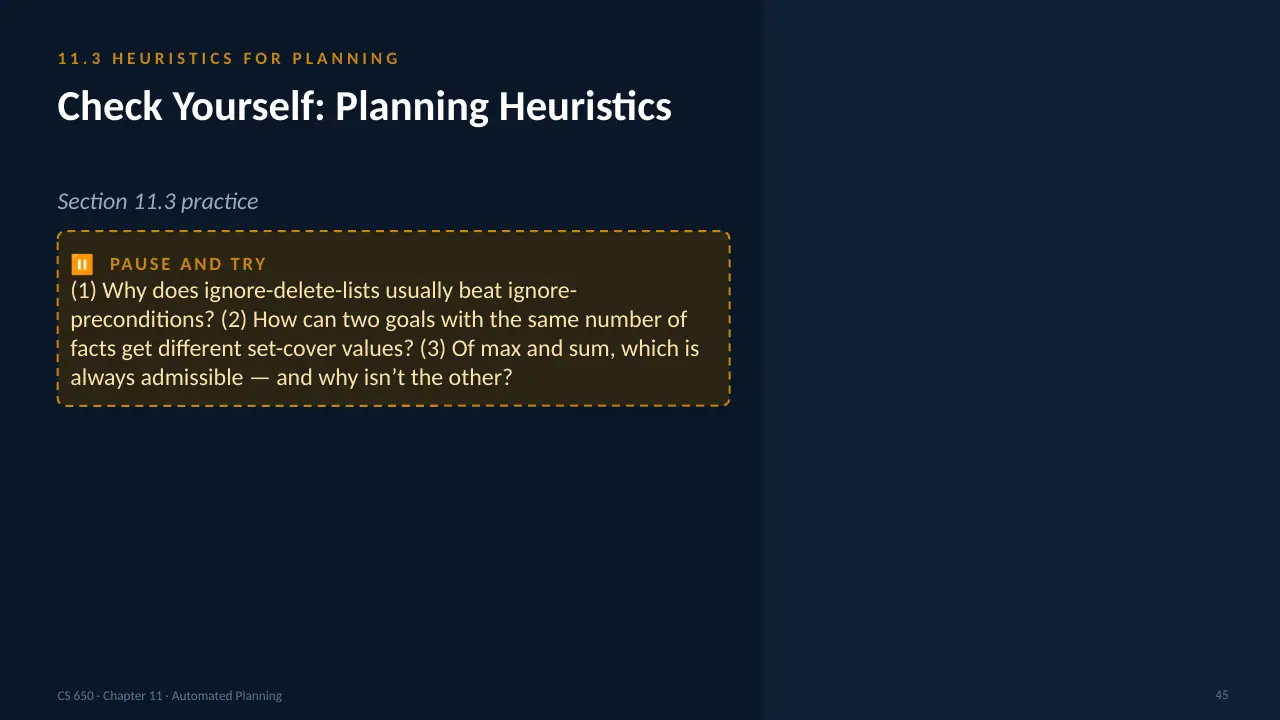 11.3 HEURISTICS FOR PLANNING
Check Yourself: Planning Heuristics
Section 11.3 practice
⏸️ PAUSE AND TRY
(1) Why does ignore-delete-lists usually beat ignore-
preconditions? (2) How can two goals with the same number of
facts get different set-cover values? (3) Of max and sum, which is
always admissible — and why isn’t the other?
CS 650 · Chapter 11 · Automated Planning
45